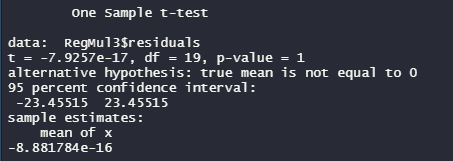 One Sample t-test
data: RegMul3$residuals
t = -7.9257e-17, df = 19, p-value = 1
alternative hypothesis: true mean is not equal to 0
95 percent confidence interval:
-23.45515 23.45515
sample estimates:
mean of x
-8.881784e-16